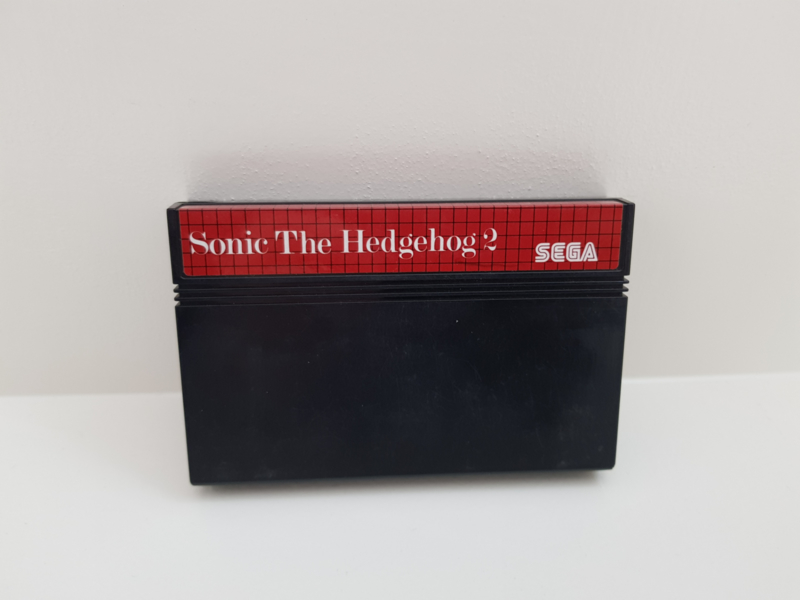 Sonic The Hedgehog 2
SEGA